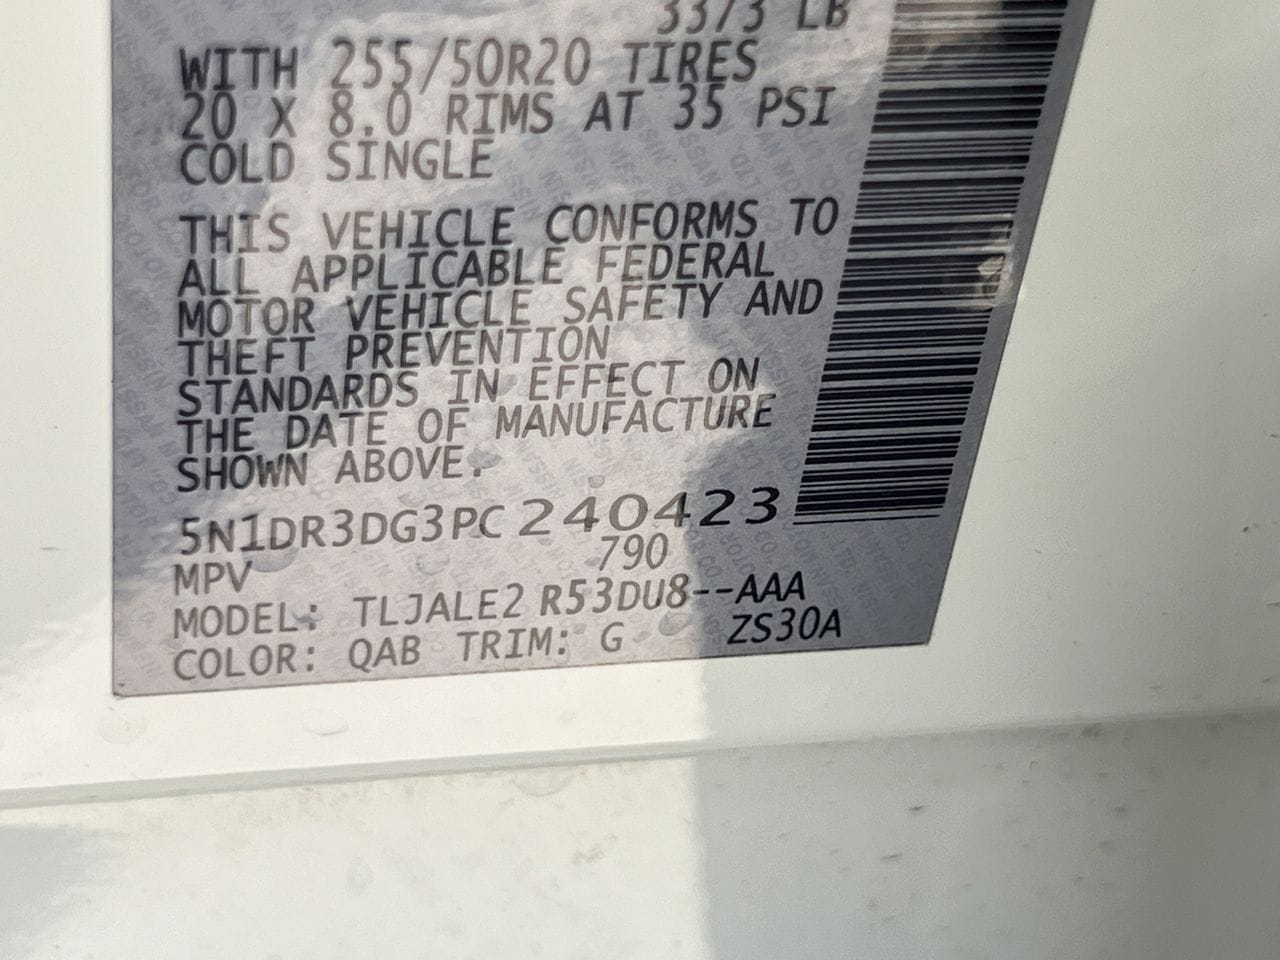 3373 LB
WITH 255/50R20 TIRES
20 X 8.0 RIMS AT 35 PSI
COLD SINGLE
THIS VEHICLE CONFORMS TO
ALL APPLICABLE FEDERAL
MOTOR VEHICLE SAFETY AND
THEFT PREVENTION
STANDARDS IN EFFECT ON
THE DATE OF MANUFACTURE
SHOWN ABOVE.
5N1DR3DG3PC240423
MPV 790
MODEL: TLJALE2 R53DU8--AAA
COLOR: QAB TRIM: G ZS30A